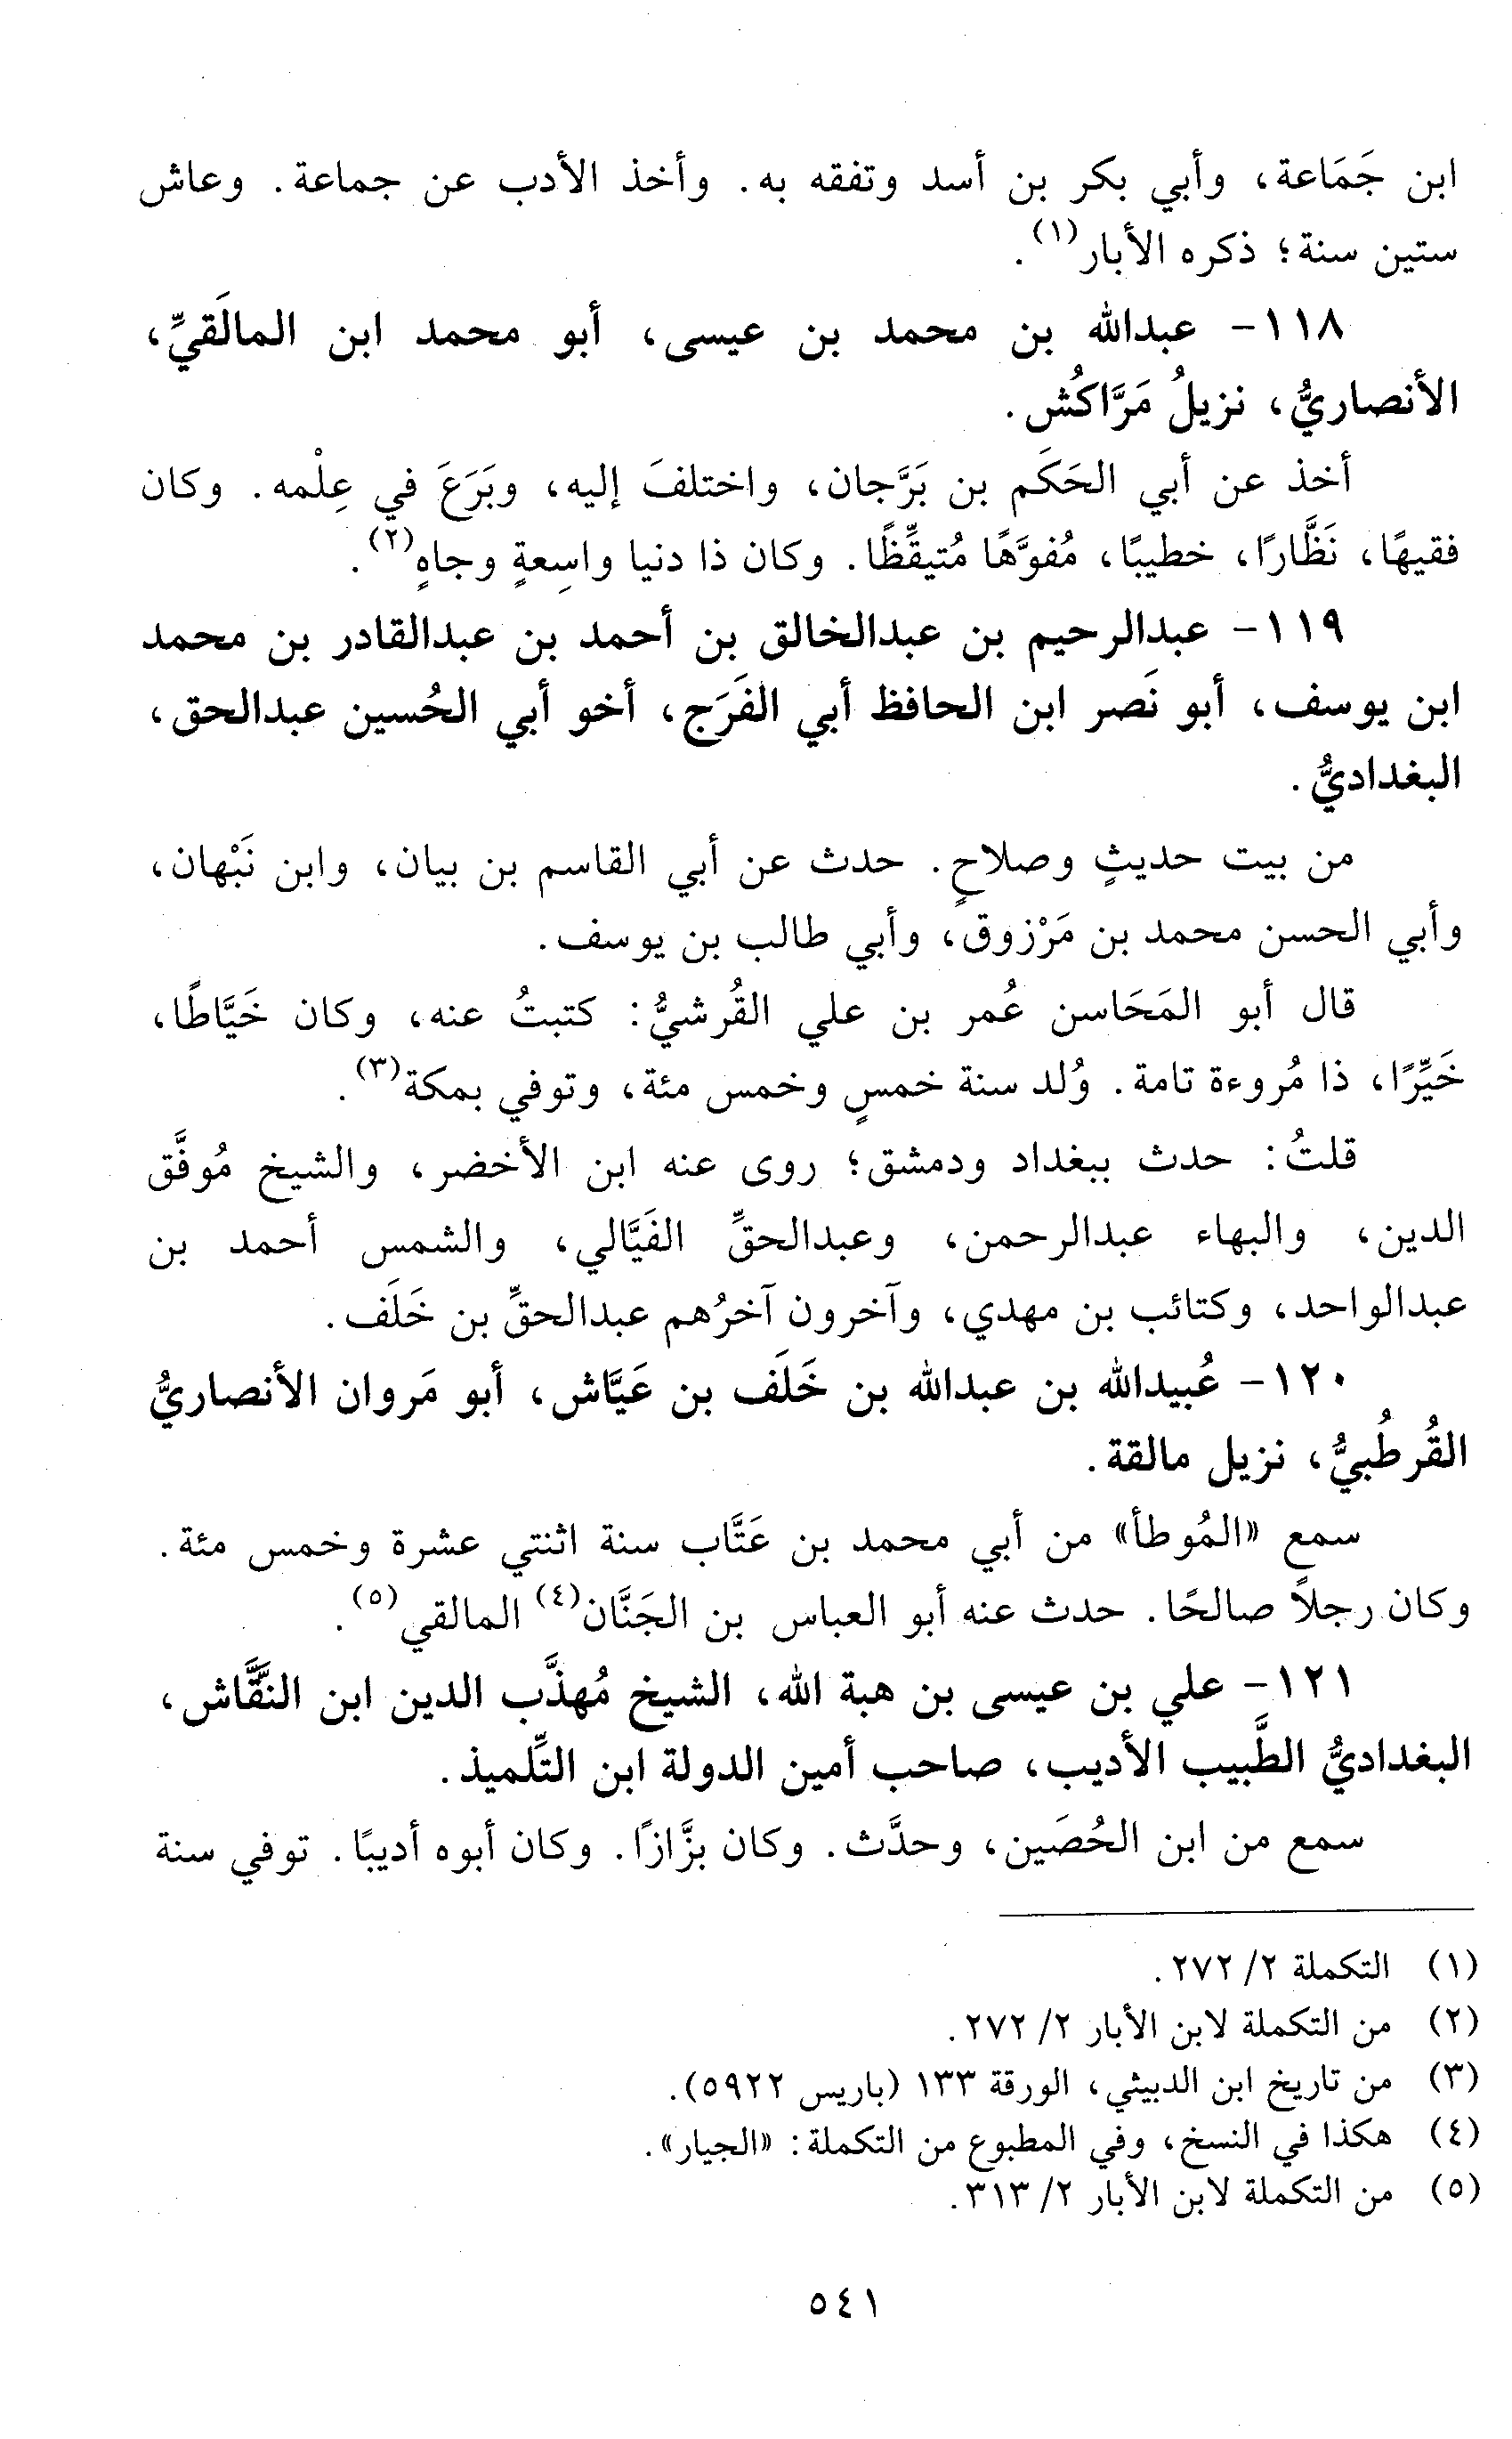 ابن جَمَاعة، وأبي بكر بن أسد وتفقه به. وأخذ الأدب عن جماعة. وعاش
ستين سنة؛ ذكره الأبار(١).
١١٨- عبدالله بن محمد بن عيسى، أبو محمد ابن المالَقيِّ،
الأنصاريُّ، نزيلُ مَرَّاكُش.
أخذ عن أبي الحَكَم بن بَرَّجان، واختلفَ إليه، وبَرَعَ في عِلْمه. وكان
فقيهًا، نَظَّارًا، خطيبًا، مُفوَّهًا مُتيقِّظًا. وكان ذا دنيا واسِعةٍ وجاهٍ(٢).
١١٩- عبدالرحيم بن عبدالخالق بن أحمد بن عبدالقادر بن محمد
ابن يوسف، أبو نَصر ابن الحافظ أبي الفَرَج، أخو أبي الحُسين عبدالحق،
البغداديُّ.
من بيت حديثٍ وصلاحٍ. حدث عن أبي القاسم بن بيان، وابن نَبْهان،
وأبي الحسن محمد بن مَرْزوق، وأبي طالب بن يوسف.
قال أبو المَحَاسن عُمر بن علي القُرشيُّ: كتبتُ عنه، وكان خَيَّاطًا،
خَيِّرًا، ذا مُروءة تامة. وُلد سنة خمسٍ وخمس مئة، وتوفي بمكة(٣).
قلتُ: حدث ببغداد ودمشق؛ روى عنه ابن الأخضر، والشيخ مُوفَّق
الدين، والبهاء عبدالرحمن، وعبدالحقِّ الفَيَّالي، والشمس أحمد بن
عبدالواحد، وكتائب بن مهدي، وآخرون آخرُهم عبدالحقِّ بن خَلَف.
١٢٠- عُبيدالله بن عبدالله بن خَلَف بن عَيَّاش، أبو مَروان الأنصاريُّ
القُرطُبيُّ، نزيل مالقة.
سمع «المُوطأ» من أبي محمد بن عَتَّاب سنة اثنتي عشرة وخمس مئة.
وكان رجلاً صالحًا. حدث عنه أبو العباس بن الجَنَّان(٤) المالقي(٥).
١٢١- علي بن عيسى بن هبة الله، الشيخ مُهذَّب الدين ابن النَّقَّاش،
البغداديُّ الطَّبيب الأديب، صاحب أمين الدولة ابن التِّلميذ.
سمع من ابن الحُصَين، وحدَّث. وكان بزَّازاً. وكان أبوه أديبًا. توفي سنة
(١) التكملة ٢/ ٢٧٢.
(٢) من التكملة لابن الأبار ٢/ ٢٧٢.
(٣) من تاريخ ابن الدبيثي، الورقة ١٣٣ (باريس ٥٩٢٢).
(٤) هكذا في النسخ، وفي المطبوع من التكملة: «الجيار».
(٥) من التكملة لابن الأبار ٢/ ٣١٣.
٥٤١